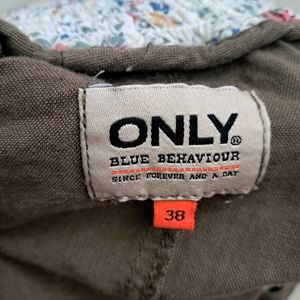 ONLY®
BLUE BEHAVIOUR
SINCE FOREVER AND A DAY
38